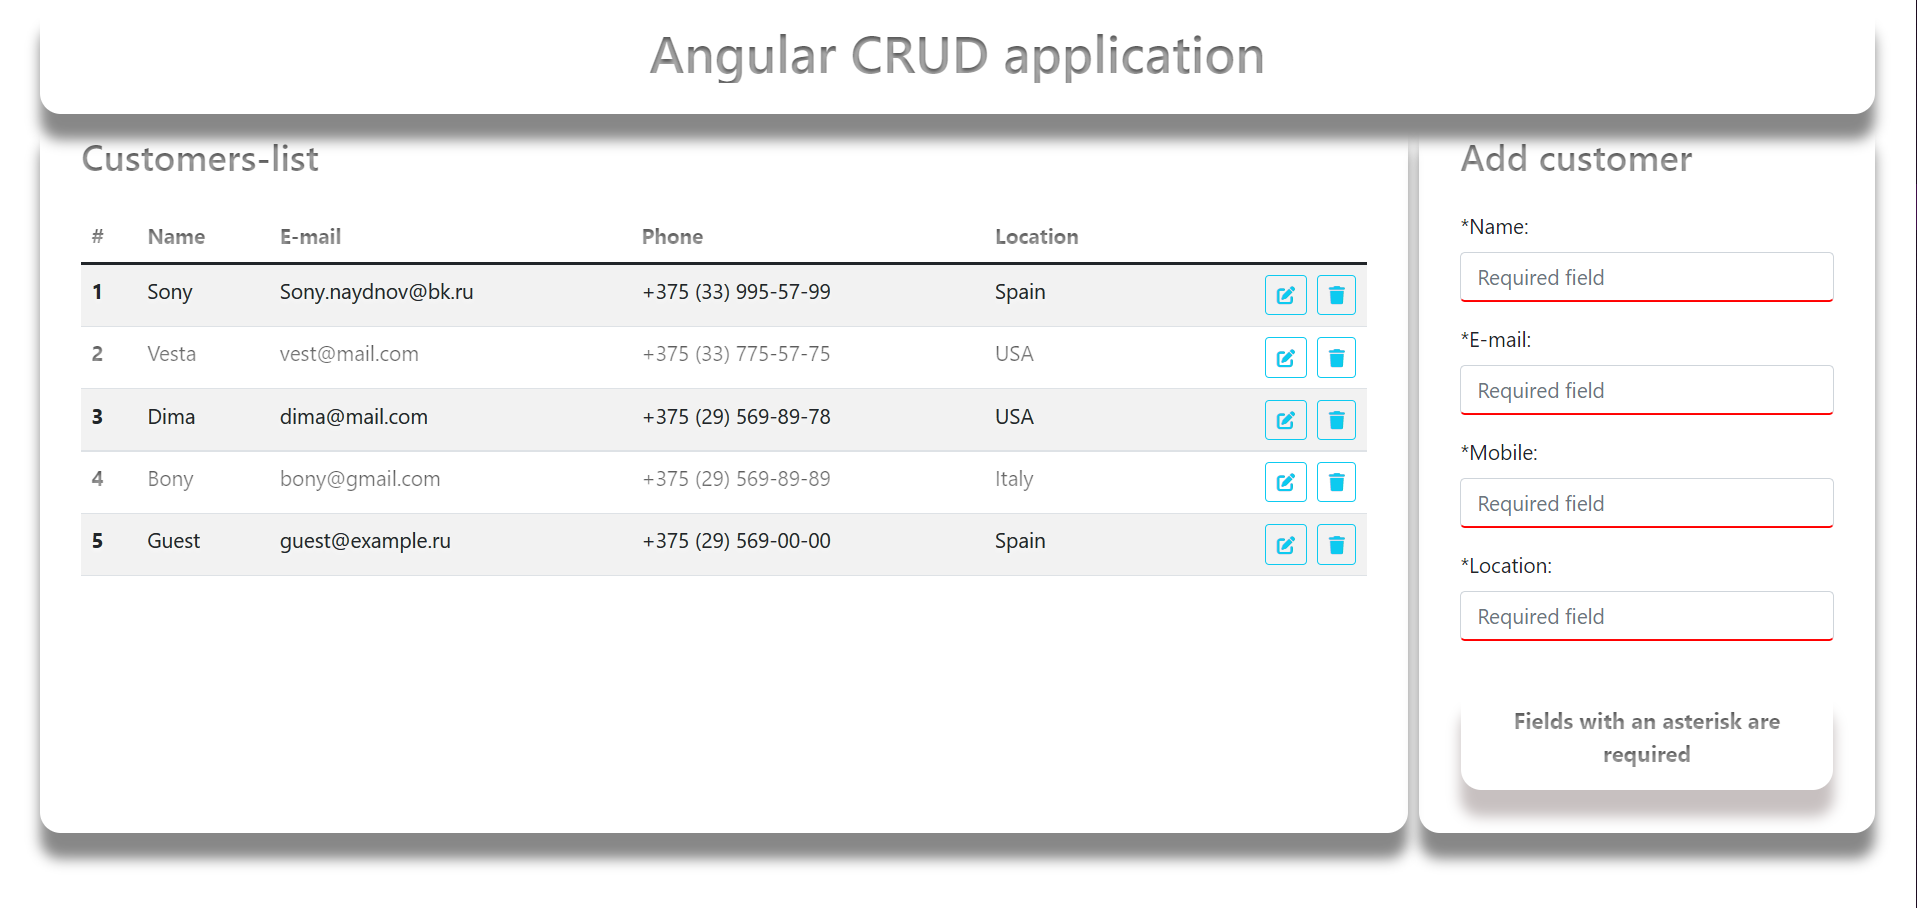 Angular CRUD application
Customers-list
# Name E-mail Phone Location
1 Sony Sony.naydnov@bk.ru +375 (33) 995-57-99 Spain
2 Vesta vest@mail.com +375 (33) 775-57-75 USA
3 Dima dima@mail.com +375 (29) 569-89-78 USA
4 Bony bony@gmail.com +375 (29) 569-89-89 Italy
5 Guest guest@example.ru +375 (29) 569-00-00 Spain
Add customer
*Name:
Required field
*E-mail:
Required field
*Mobile:
Required field
*Location:
Required field
Fields with an asterisk are
required